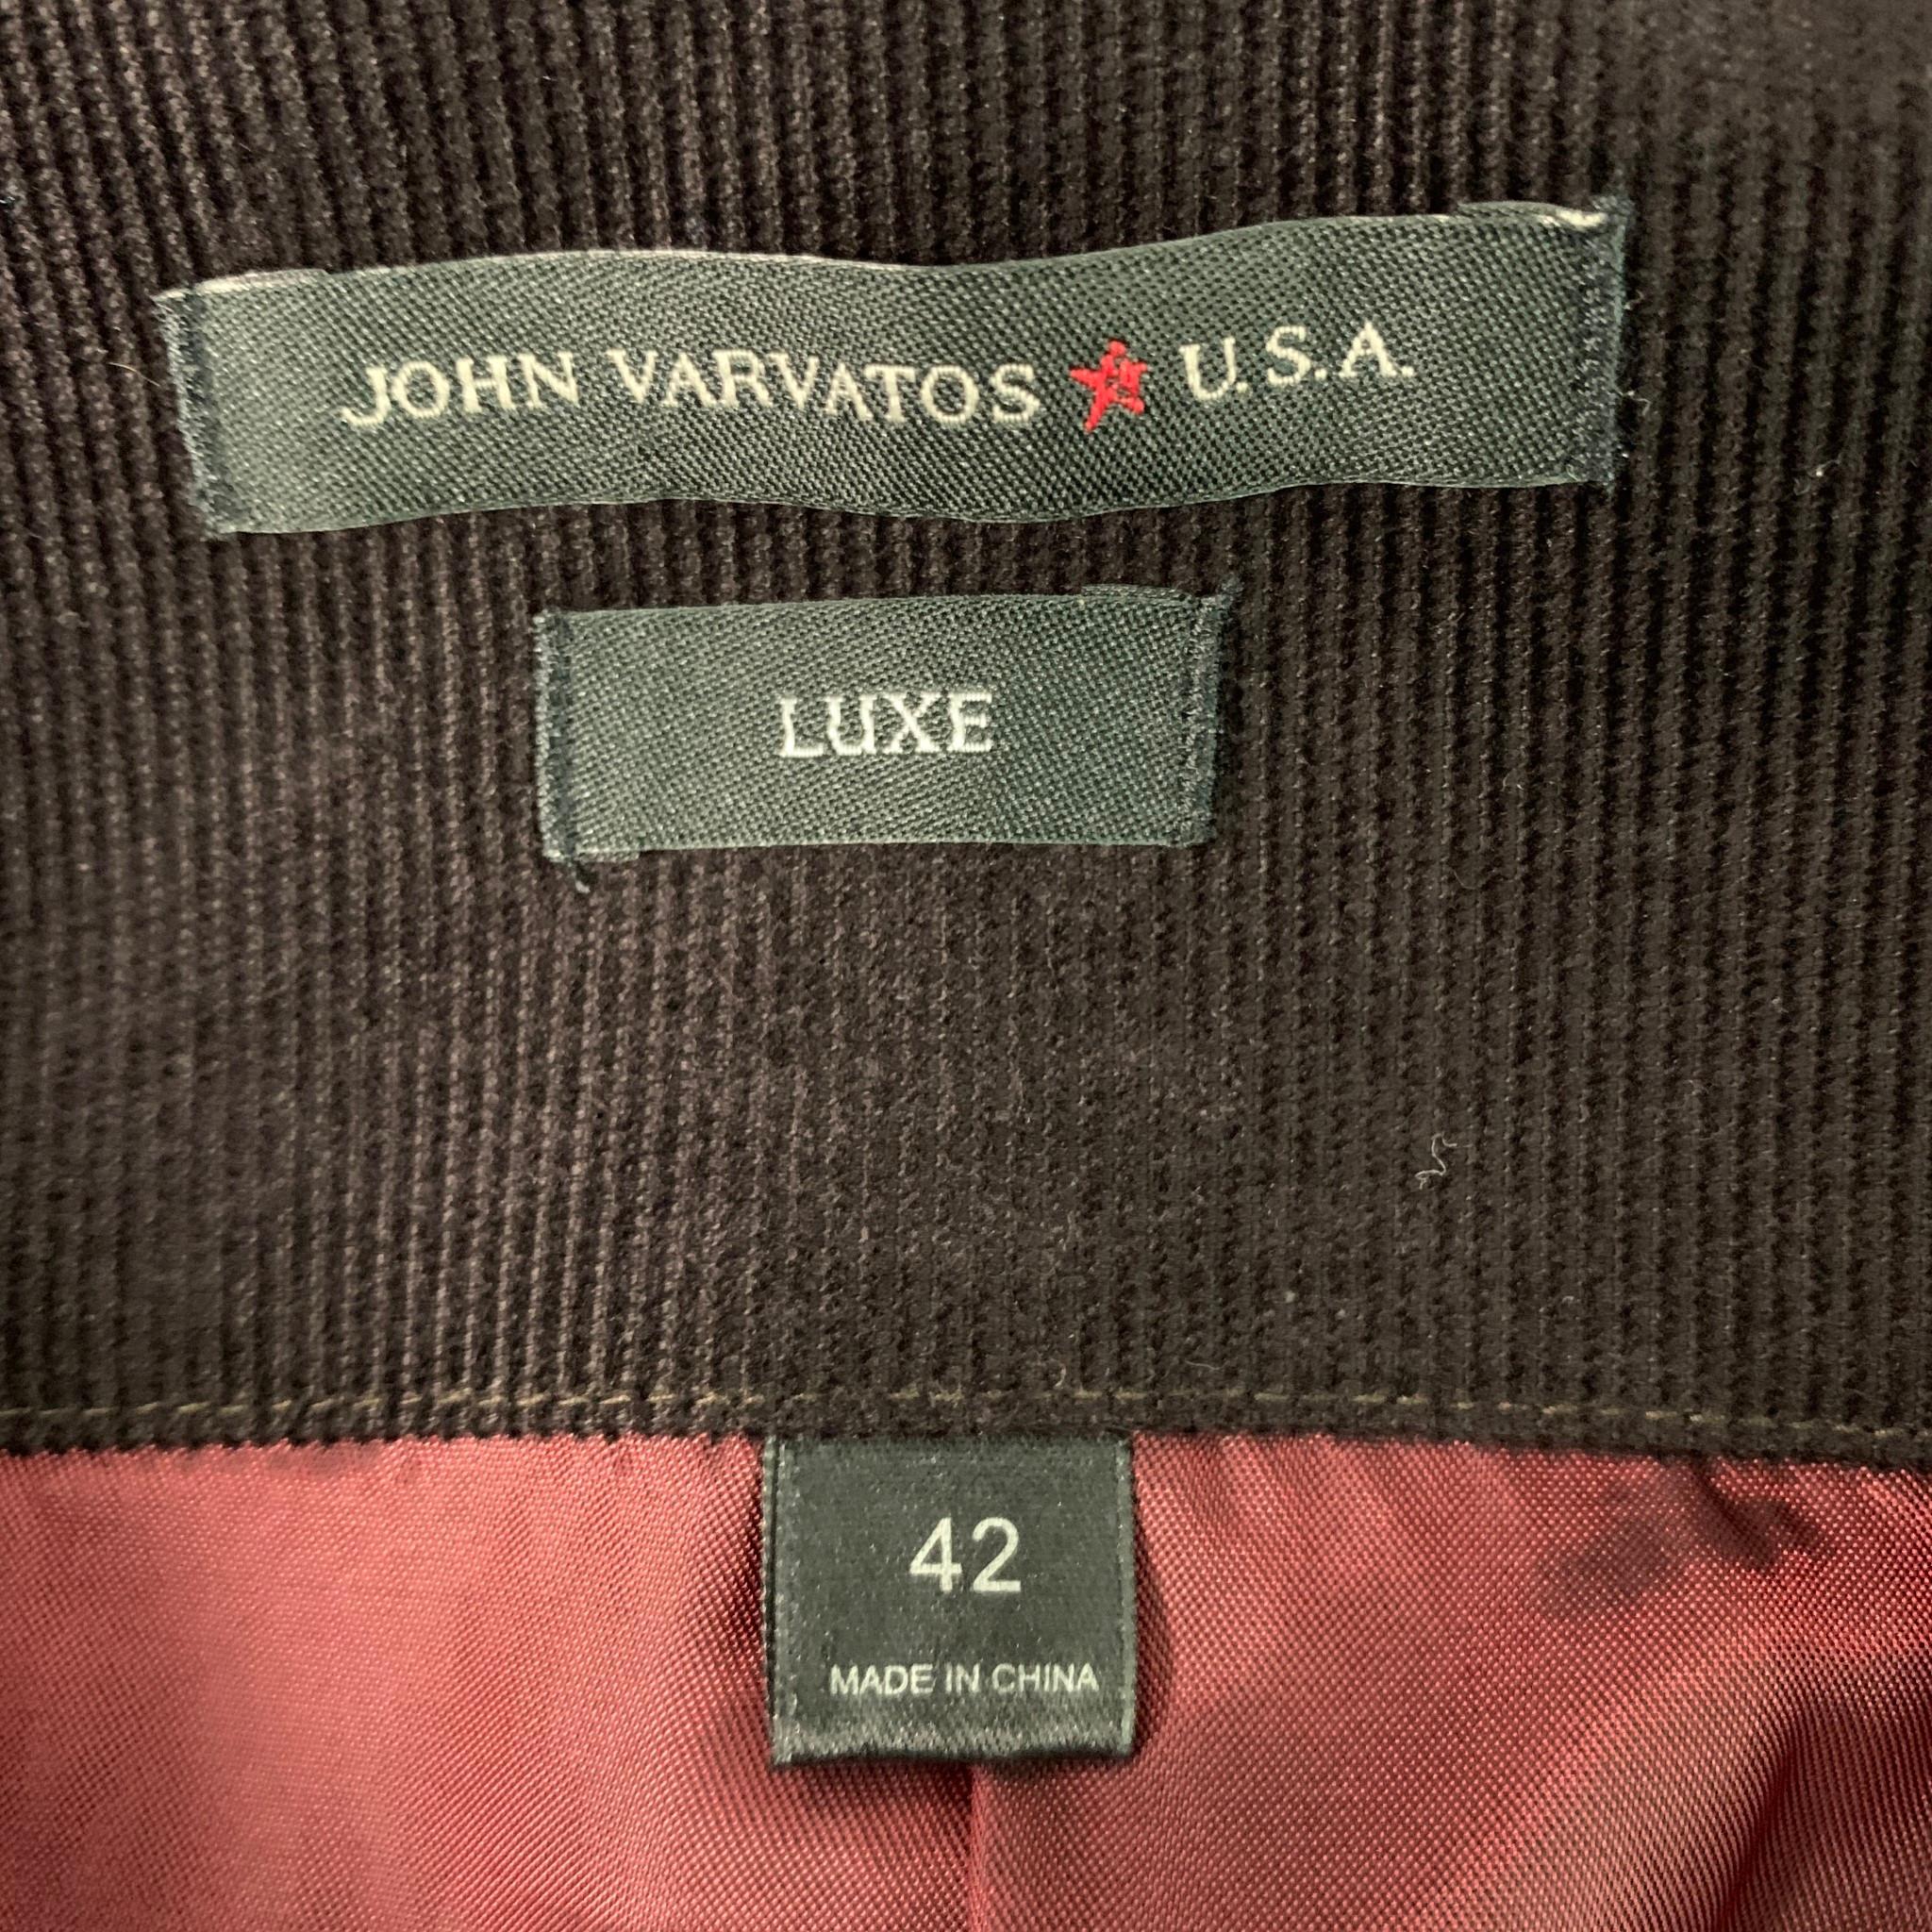 JOHN VARVATOS ★ U.S.A.
LUXE
42
MADE IN CHINA